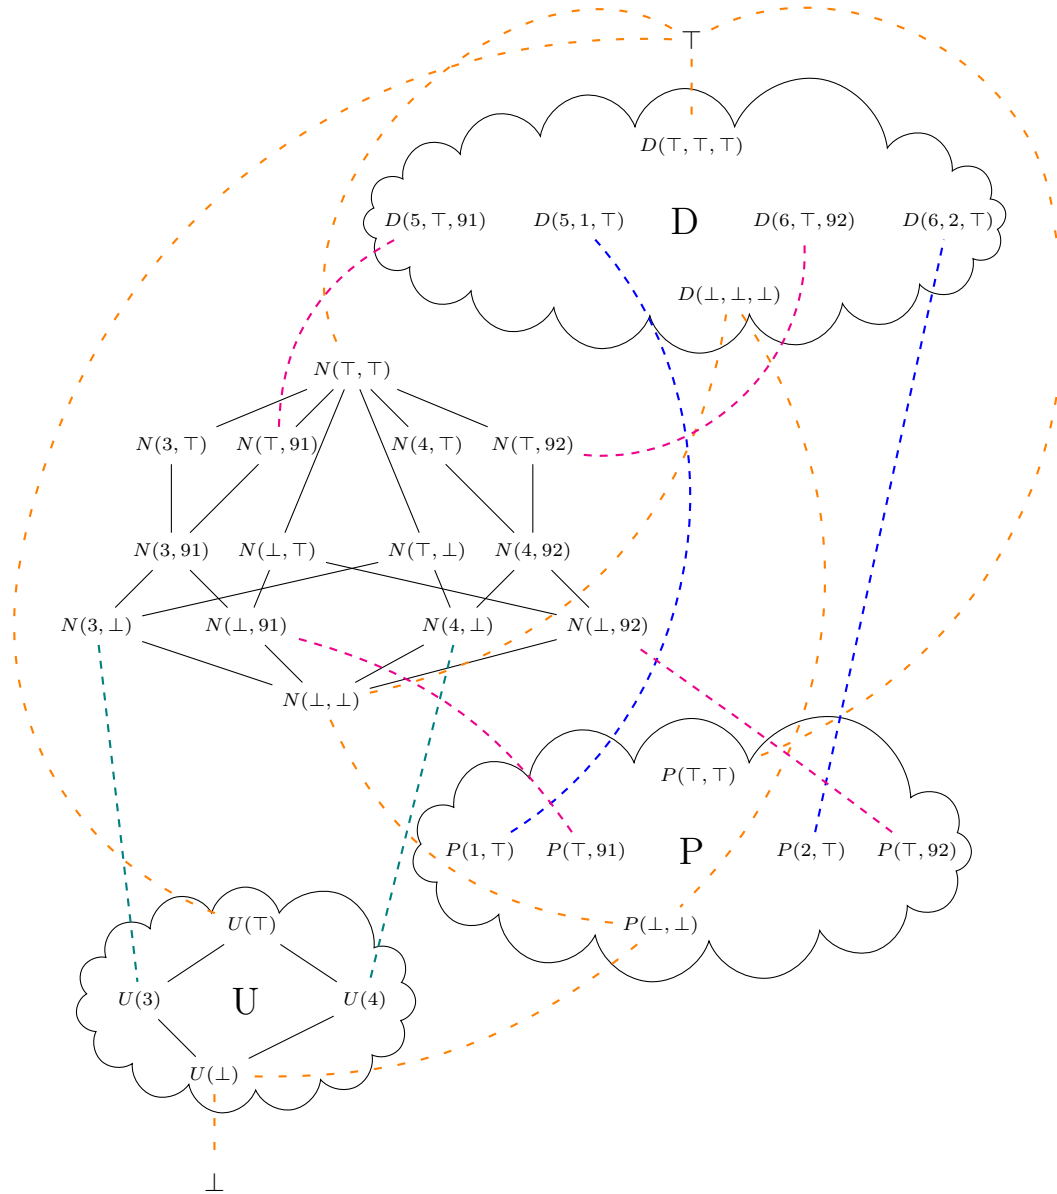 ⊤
D(⊤, ⊤, ⊤)
D(5, ⊤, 91) D(5, 1, ⊤) D D(6, ⊤, 92) D(6, 2, ⊤)
D(⊥, ⊥, ⊥)
N(⊤, ⊤)
N(3, ⊤) N(⊤, 91) N(4, ⊤) N(⊤, 92)
N(3, 91) N(⊥, ⊤) N(⊤, ⊥) N(4, 92)
N(3, ⊥) N(⊥, 91) N(4, ⊥) N(⊥, 92)
N(⊥, ⊥)
P(⊤, ⊤)
P(1, ⊤) P(⊤, 91) P P(2, ⊤) P(⊤, 92)
P(⊥, ⊥)
U(⊤)
U(3) U U(4)
U(⊥)
⊥